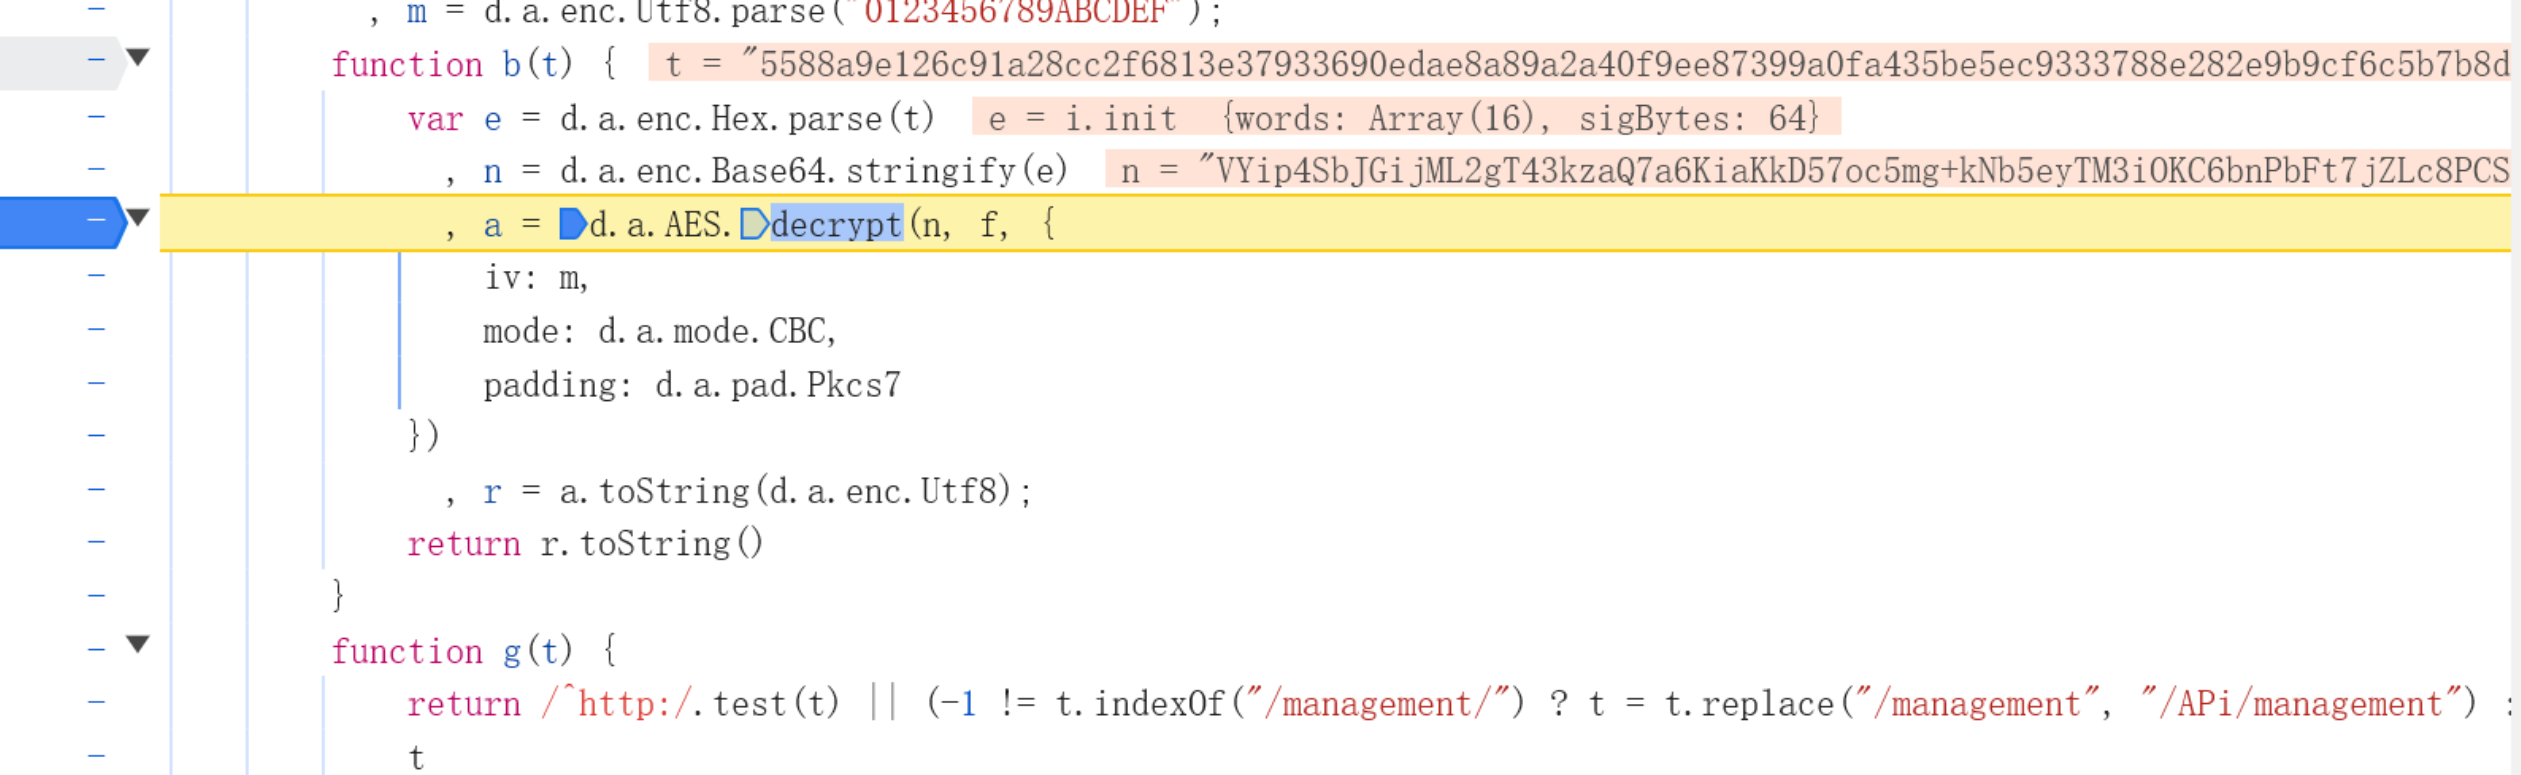 , m = d.a.enc.Utf8.parse("0123456789ABCDEF");
function b(t) { t = "5588a9e126c91a28cc2f6813e37933690edae8a89a2a40f9ee87399a0fa435be5ec9333788e282e9b9cf6c5b7b8d
var e = d.a.enc.Hex.parse(t) e = i.init {words: Array(16), sigBytes: 64}
, n = d.a.enc.Base64.stringify(e) n = "VYip4SbJGijML2gT43kzaQ7a6KiaKkD57oc5mg+kNb5eyTM3iOKC6bnPbFt7jZLc8PCS
, a = d.a.AES.decrypt(n, f, {
iv: m,
mode: d.a.mode.CBC,
padding: d.a.pad.Pkcs7
})
, r = a.toString(d.a.enc.Utf8);
return r.toString()
}
function g(t) {
return /^http:/.test(t) || (-1 != t.indexOf("/management/") ? t = t.replace("/management", "/APi/management") :
t